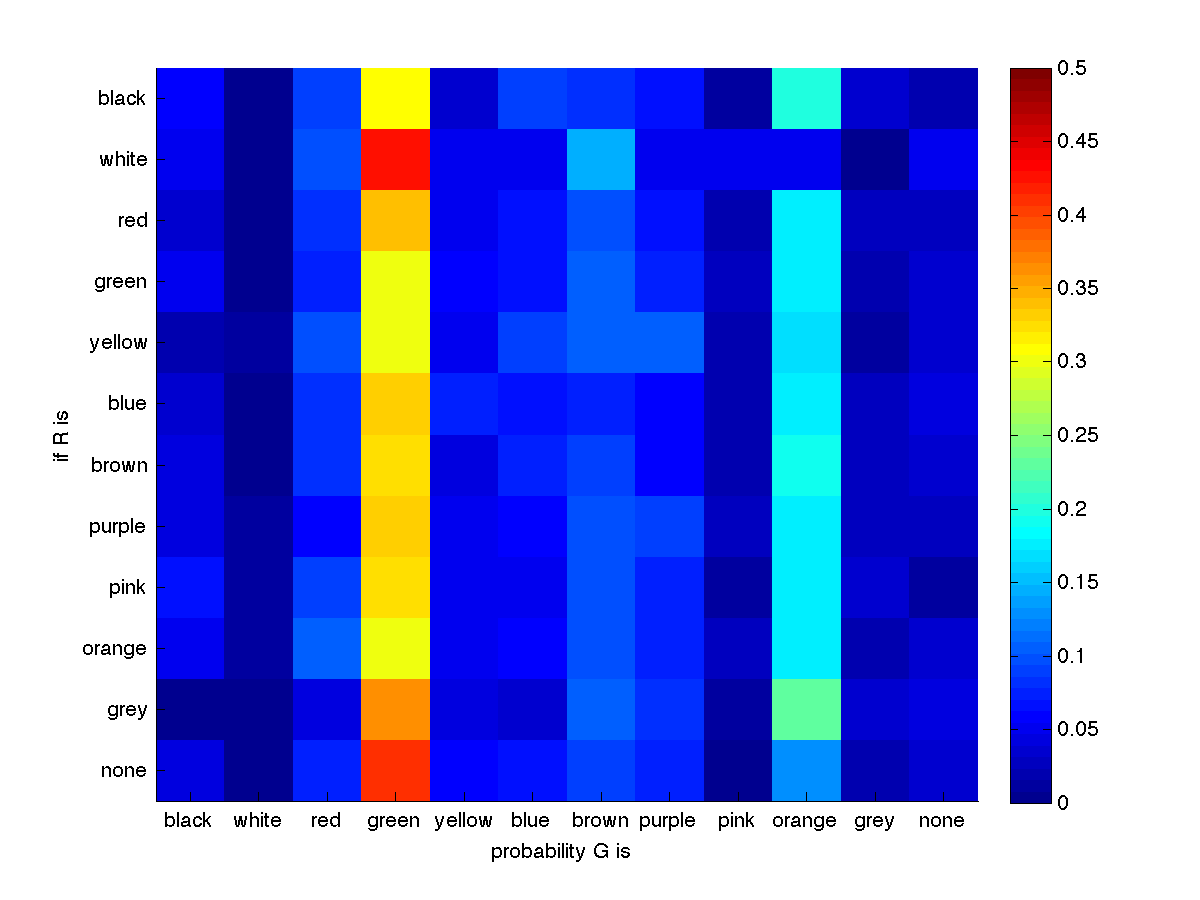 if R is
black
white
red
green
yellow
blue
brown
purple
pink
orange
grey
none
black white red green yellow blue brown purple pink orange grey none
probability G is
0.5
0.45
0.4
0.35
0.3
0.25
0.2
0.15
0.1
0.05
0